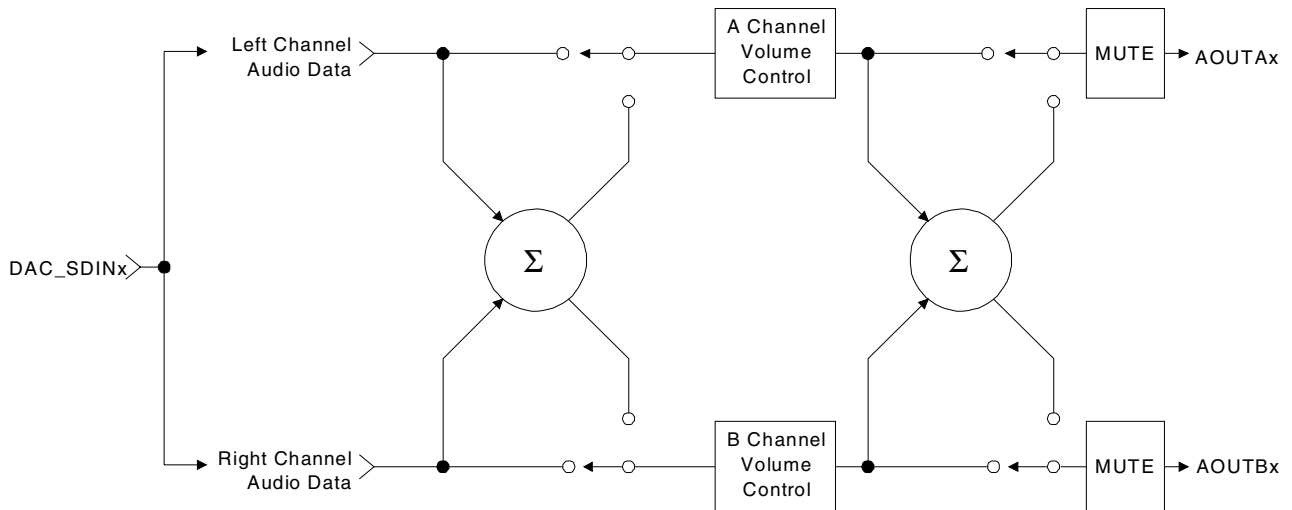 Left Channel
Audio Data
A Channel
Volume
Control
MUTE
AOUTAx
DAC_SDINx
Σ
Σ
Right Channel
Audio Data
B Channel
Volume
Control
MUTE
AOUTBx